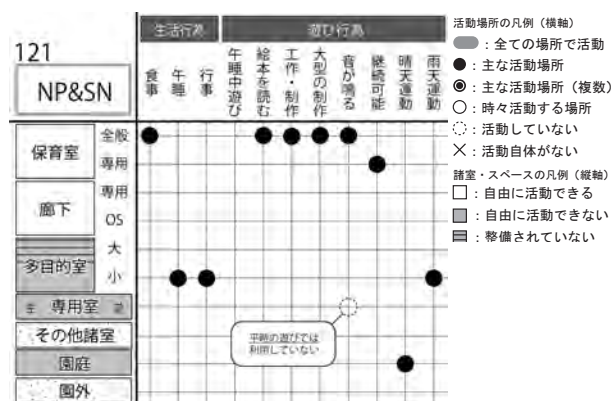 121
NP&SN
生活行為
遊び行為
食事
午睡
行事
午睡中遊び
絵本を読む
工作・制作
大型の制作
音が鳴る
継続可能
晴天運動
雨天運動
保育室
全般
専用
廊下
専用
OS
多目的室
大
小
専用室
その他諸室
園庭
園外
平時の遊びでは
利用していない
活動場所の凡例（横軸）
：全ての場所で活動
：主な活動場所
：主な活動場所（複数）
：時々活動する場所
：活動していない
：活動自体がない
諸室・スペースの凡例（縦軸）
：自由に活動できる
：自由に活動できない
：整備されていない